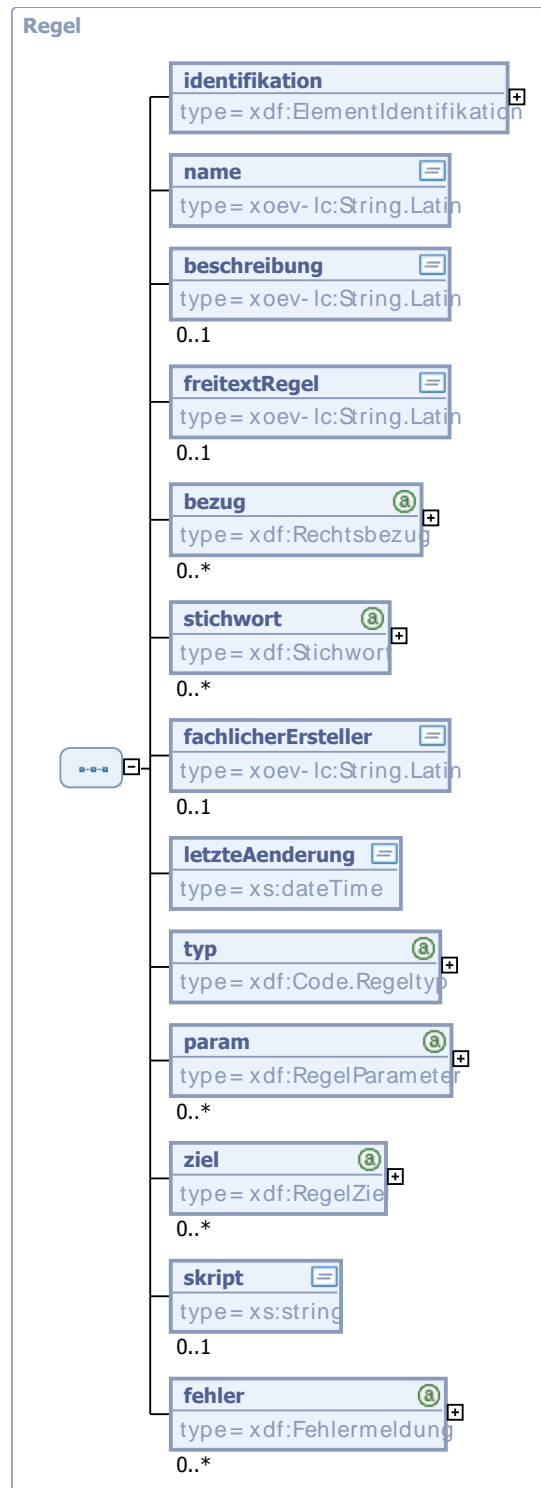 Regel
identifikation
type= xdf:ElementIdentifikation
name
type= xoev-lc:String.Latin
beschreibung
type= xoev-lc:String.Latin
0..1
freitextRegel
type= xoev-lc:String.Latin
0..1
bezug
type= xdf:Rechtsbezug
0..*
stichwort
type= xdf:Stichwort
0..*
fachlicherErsteller
type= xoev-lc:String.Latin
0..1
letzteAenderung
type= xs:dateTime
typ
type= xdf:Code.Regeltyp
param
type= xdf:RegelParameter
0..*
ziel
type= xdf:RegelZiel
0..*
skript
type= xs:string
0..1
fehler
type= xdf:Fehlermeldung
0..*